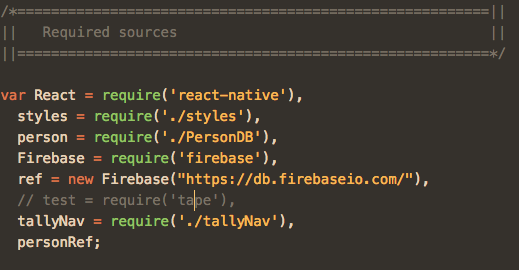 /*=======================================================||
||   Required sources                                     ||
||=======================================================*/
var React = require('react-native'),
  styles = require('./styles'),
  person = require('./PersonDB'),
  Firebase = require('firebase'),
  ref = new Firebase("https://db.firebaseio.com/"),
  // test = require('tape'),
  tallyNav = require('./tallyNav'),
  personRef;